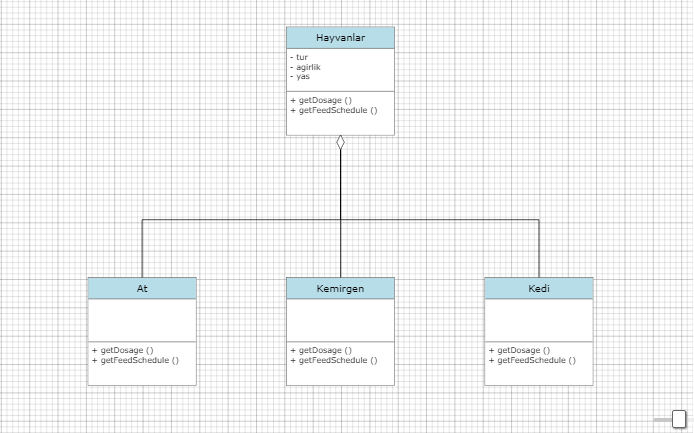 Hayvanlar
- tur
- agirlik
- yas
+ getDosage ()
+ getFeedSchedule ()
At
+ getDosage ()
+ getFeedSchedule ()
Kemirgen
+ getDosage ()
+ getFeedSchedule ()
Kedi
+ getDosage ()
+ getFeedSchedule ()